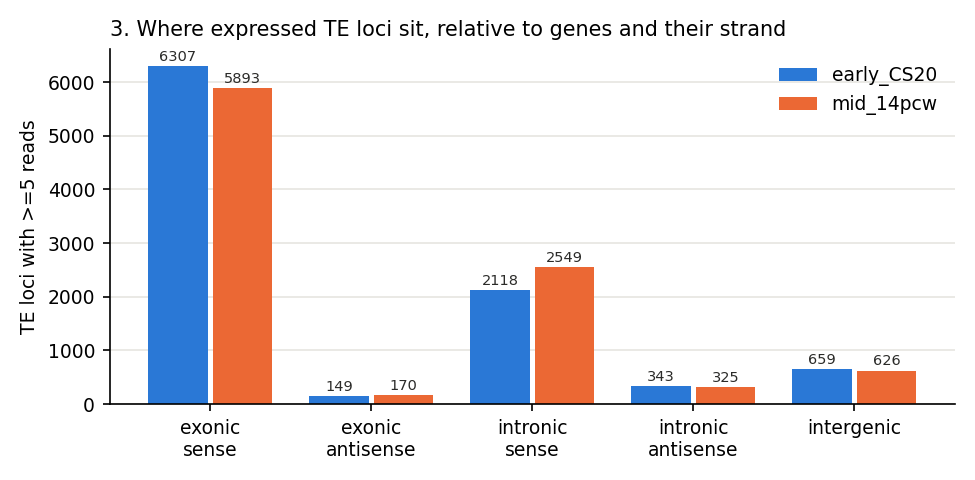 3. Where expressed TE loci sit, relative to genes and their strand
TE loci with >=5 reads
6000
5000
4000
3000
2000
1000
0
6307
5893
149
170
2118
2549
343
325
659
626
early_CS20
mid_14pcw
exonic
sense
exonic
antisense
intronic
sense
intronic
antisense
intergenic